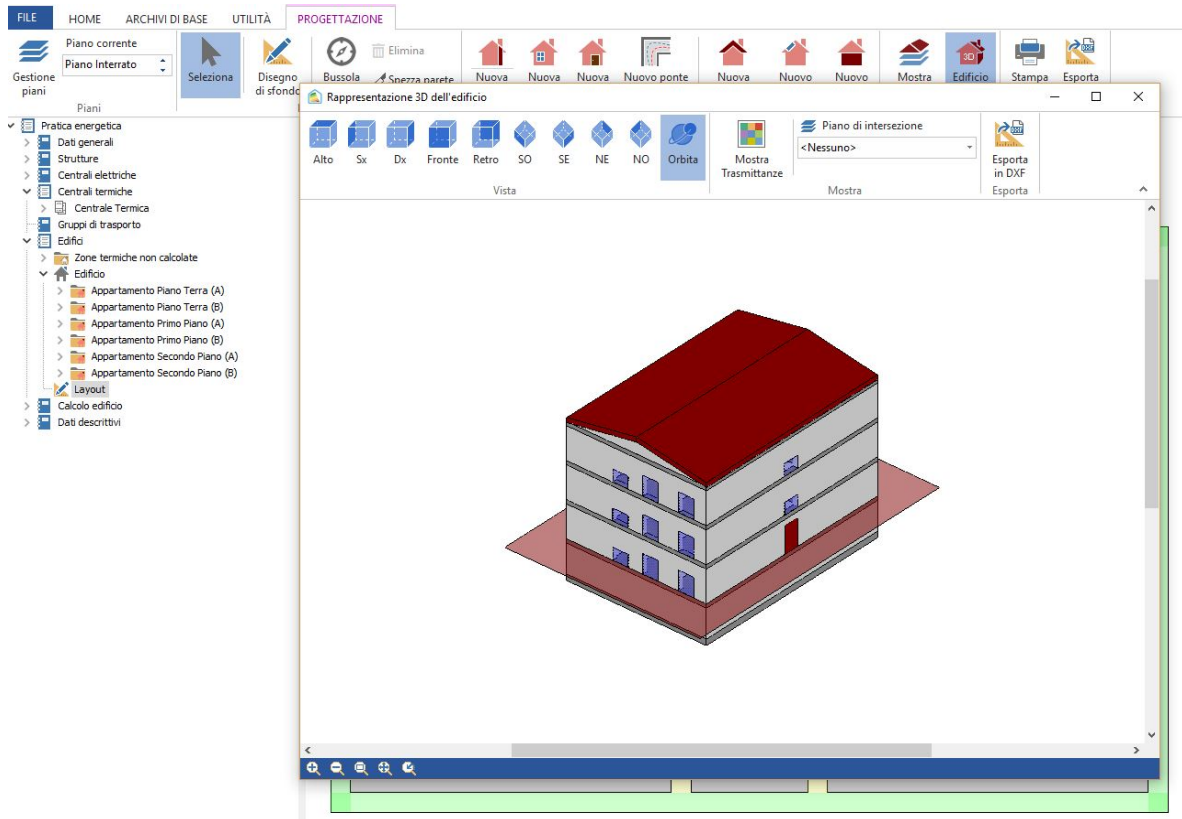 FILE HOME ARCHIVI DI BASE UTILITÀ PROGETTAZIONE
Piano corrente
Piano Interrato
Gestione piani
Piani
Seleziona
Disegno di sfondo
Bussola
Elimina
Spezza parete
Nuova Nuova Nuova Nuovo ponte Nuova Nuovo Nuovo Mostra Edificio Stampa Esporta
3D
Pratica energetica
Dati generali
Strutture
Centrali elettriche
Centrali termiche
Centrale Termica
Gruppi di trasporto
Edifici
Zone termiche non calcolate
Edificio
Appartamento Piano Terra (A)
Appartamento Piano Terra (B)
Appartamento Primo Piano (A)
Appartamento Primo Piano (B)
Appartamento Secondo Piano (A)
Appartamento Secondo Piano (B)
Layout
Calcolo edificio
Dati descrittivi
Rappresentazione 3D dell'edificio
Alto Sx Dx Fronte Retro SO SE NE NO Orbita
Vista
Mostra
Trasmittanze
Piano di intersezione
<Nessuno>
Mostra
Esporta
in DXF
Esporta